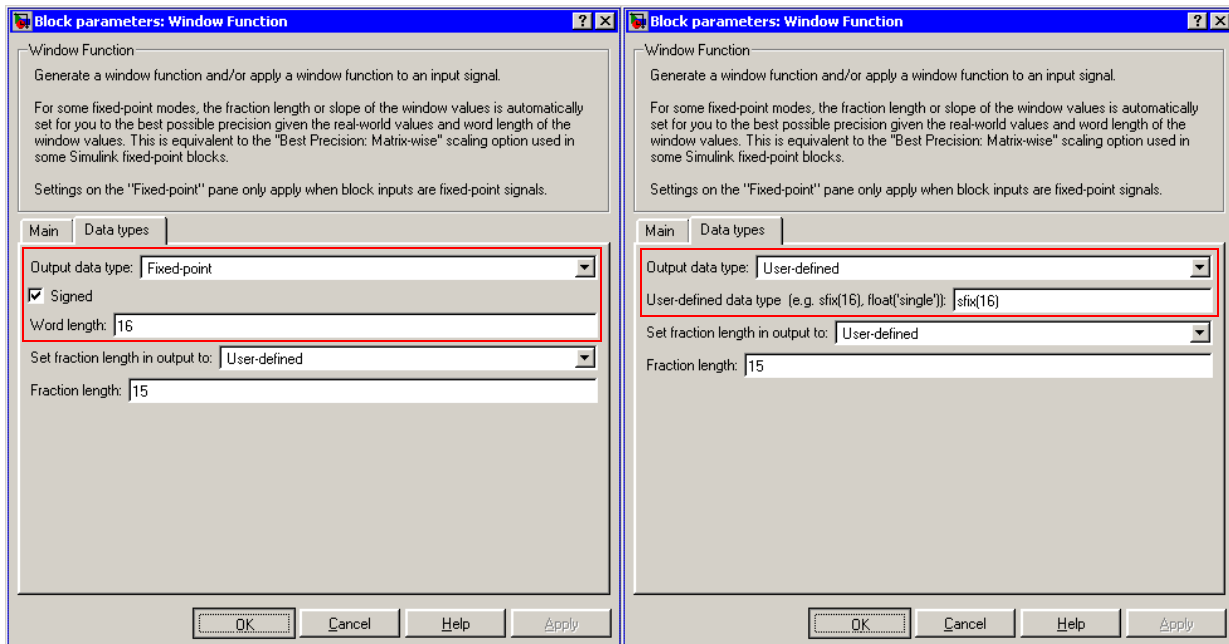 Block parameters: Window Function
Window Function
Generate a window function and/or apply a window function to an input signal.
For some fixed-point modes, the fraction length or slope of the window values is automatically
set for you to the best possible precision given the real-world values and word length of the
window values. This is equivalent to the "Best Precision: Matrix-wise" scaling option used in
some Simulink fixed-point blocks.
Settings on the "Fixed-point" pane only apply when block inputs are fixed-point signals.
Main Data types
Output data type: Fixed-point
Signed
Word length: 16
Set fraction length in output to: User-defined
Fraction length: 15
OK Cancel Help Apply
Block parameters: Window Function
Window Function
Generate a window function and/or apply a window function to an input signal.
For some fixed-point modes, the fraction length or slope of the window values is automatically
set for you to the best possible precision given the real-world values and word length of the
window values. This is equivalent to the "Best Precision: Matrix-wise" scaling option used in
some Simulink fixed-point blocks.
Settings on the "Fixed-point" pane only apply when block inputs are fixed-point signals.
Main Data types
Output data type: User-defined
User-defined data type (e.g. sfix(16), float('single')): sfix(16)
Set fraction length in output to: User-defined
Fraction length: 15
OK Cancel Help Apply